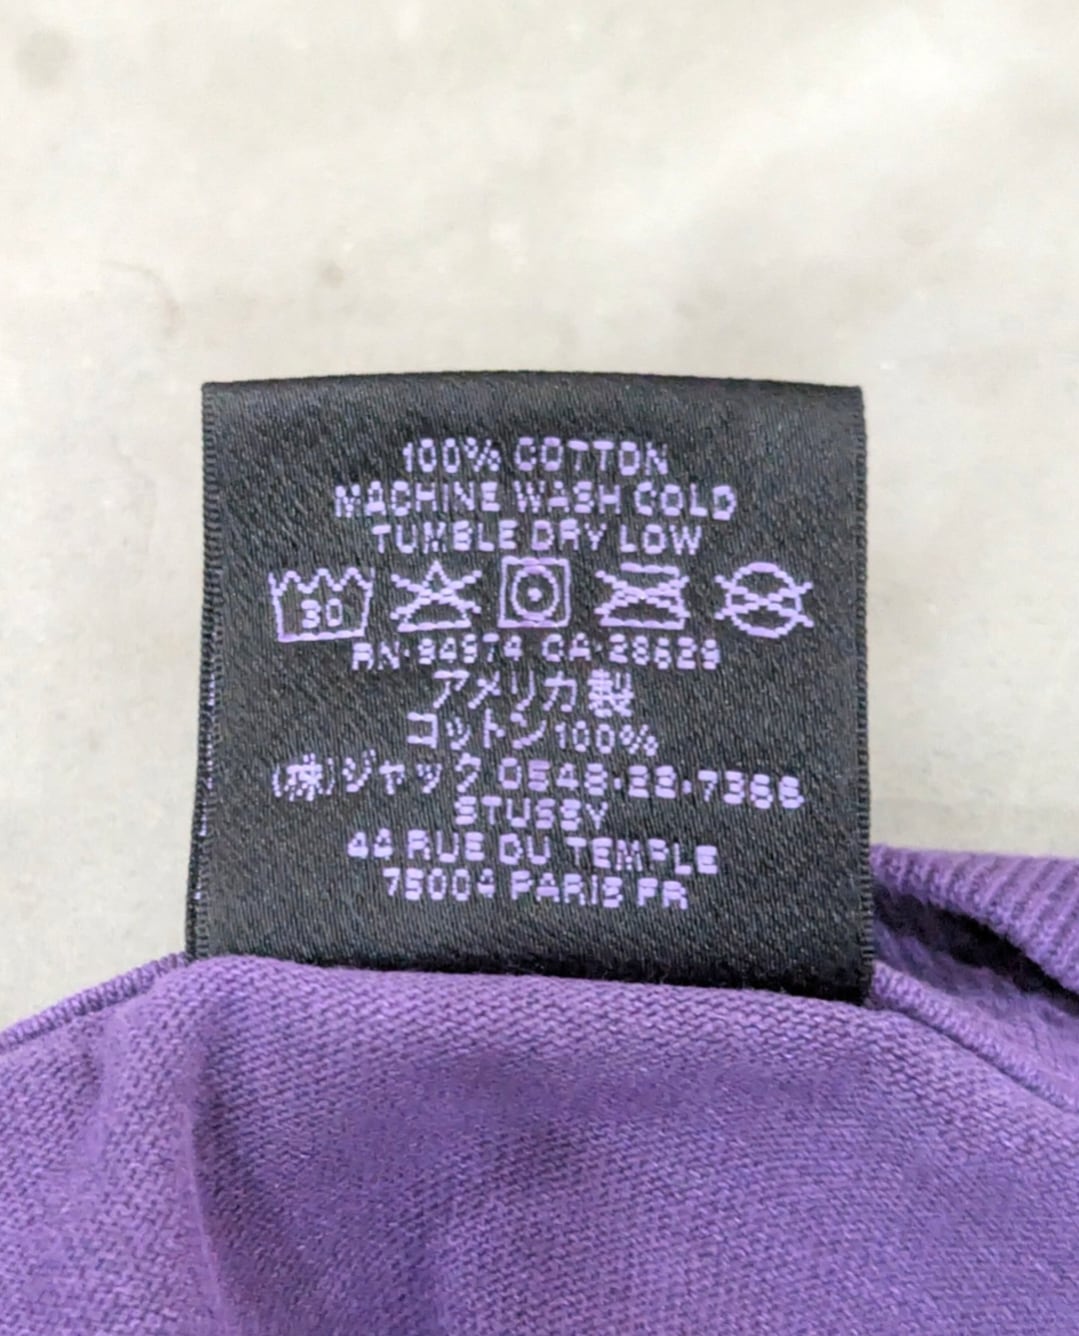 100% COTTON
MACHINE WASH COLD
TUMBLE DRY LOW
30
RN·94974 CA·28629
アメリカ製
コットン100%
(株)ジャック 0548·22·7366
STUSSY
44 RUE DU TEMPLE
75004 PARIS FR